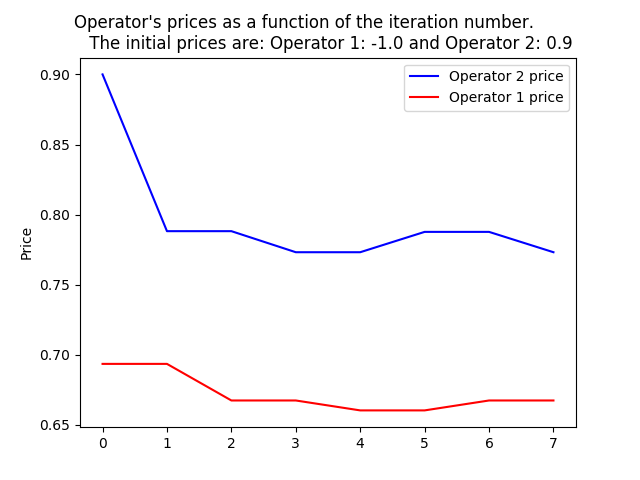 Operator's prices as a function of the iteration number.
The initial prices are: Operator 1: -1.0 and Operator 2: 0.9
Operator 2 price
Operator 1 price
Price
0.90
0.85
0.80
0.75
0.70
0.65
0 1 2 3 4 5 6 7